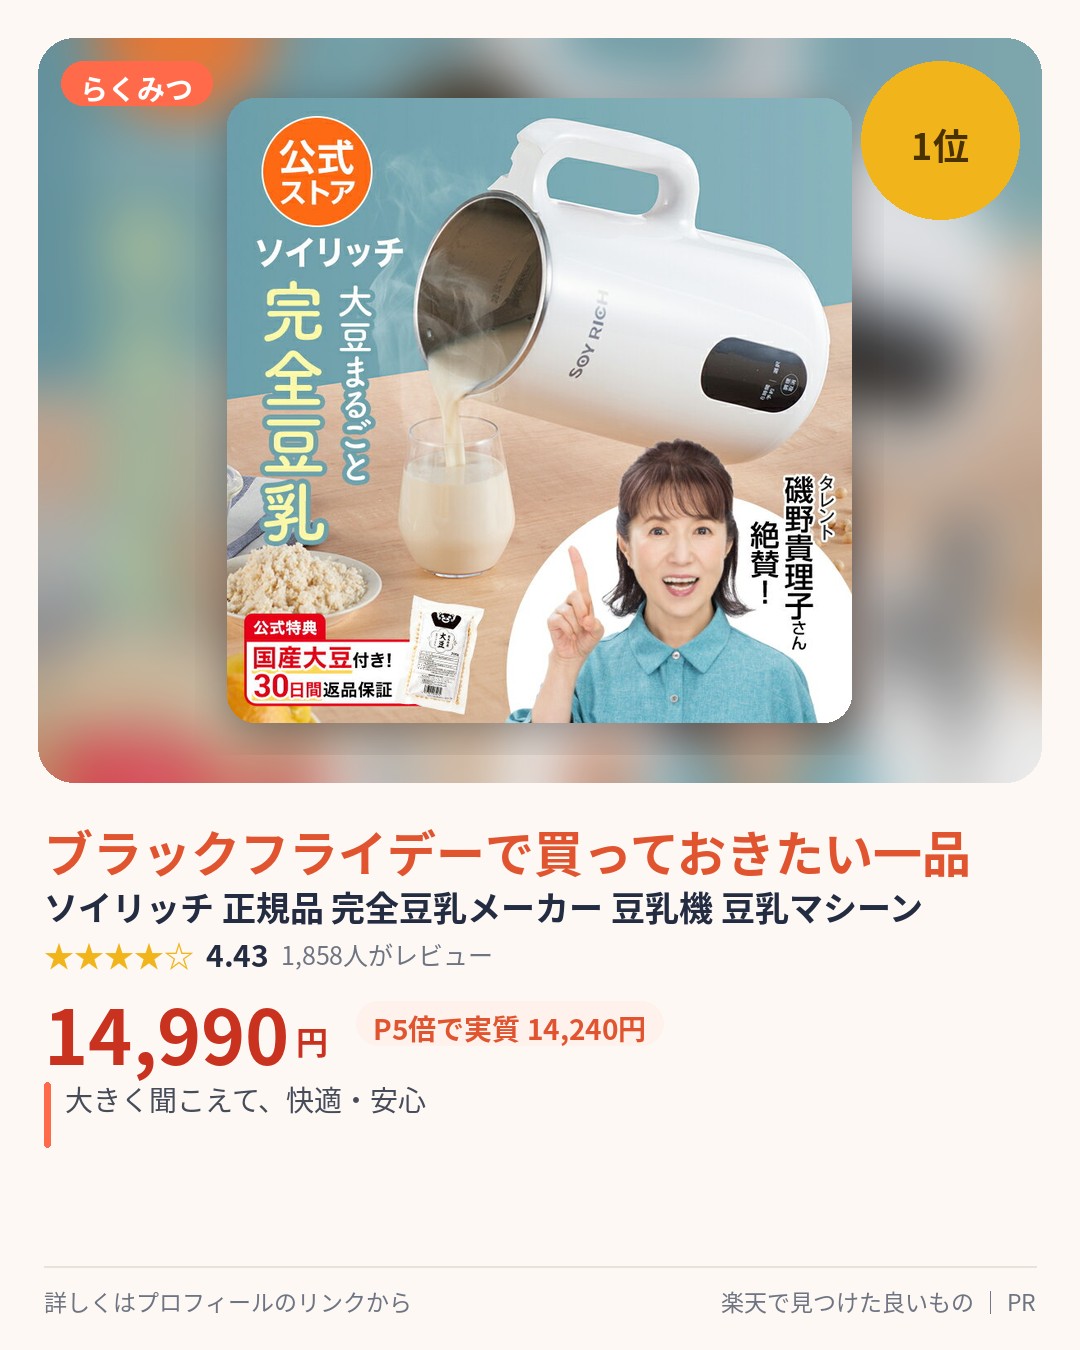 らくみつ
1位
公式
ストア
ソイリッチ
大豆まるごと
完全豆乳
SOY RICH
タレント
磯野貴理子さん
絶賛!
公式特典
国産大豆付き!
30日間返品保証
大豆
ブラックフライデーで買っておきたい一品
ソイリッチ 正規品 完全豆乳メーカー 豆乳機 豆乳マシーン
★★★★☆ 4.43 1,858人がレビュー
14,990円 P5倍で実質 14,240円
大きく聞こえて、快適・安心
詳しくはプロフィールのリンクから
楽天で見つけた良いもの | PR